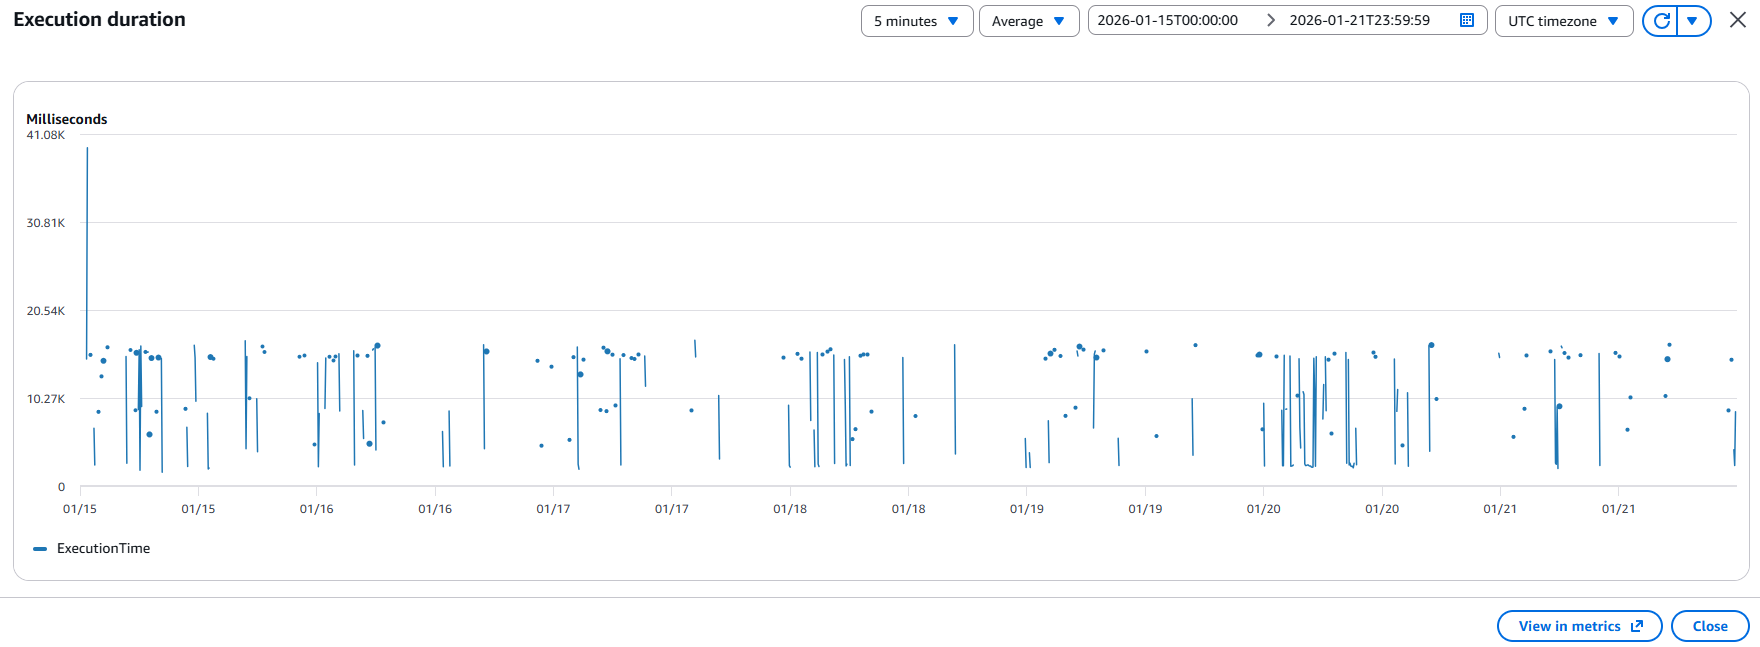 Execution duration
5 minutes
Average
2026-01-15T00:00:00
2026-01-21T23:59:59
UTC timezone
Milliseconds
41.08K
30.81K
20.54K
10.27K
0
01/15 01/15 01/16 01/16 01/17 01/17 01/18 01/18 01/19 01/19 01/20 01/20 01/21 01/21
ExecutionTime
View in metrics
Close